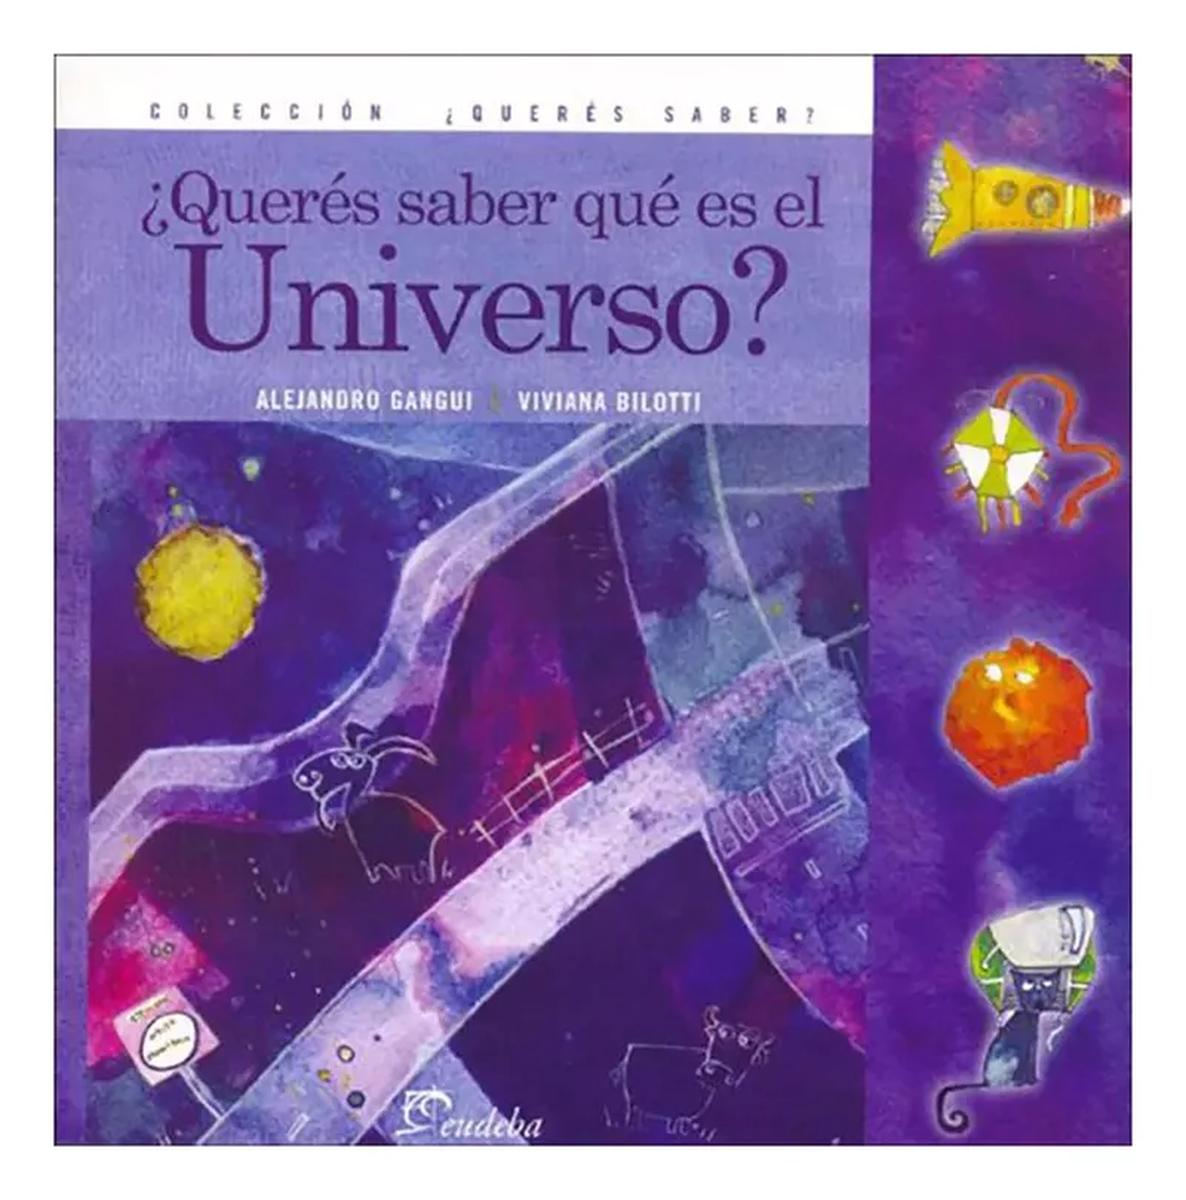 COLECCIÓN ¿QUERÉS SABER?
¿Querés saber qué es el
Universo?
ALEJANDRO GANGUI | VIVIANA BILOTTI
eudeba